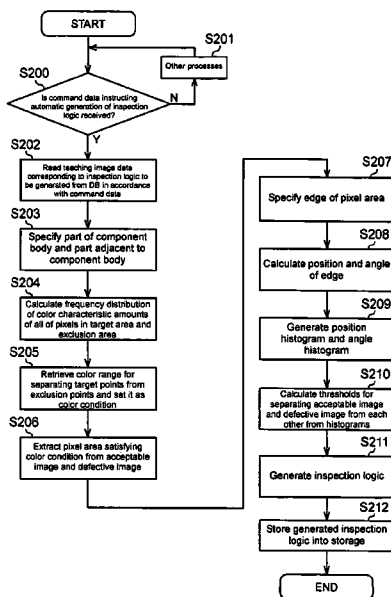 START
S201
Other processes
S200
Is command data instructing
automatic generation of inspection
logic received?
N
Y
S202
Read teaching image data
corresponding to inspection logic to
be generated from DB in accordance
with command data
S203
Specify part of component
body and part adjacent to
component body
S204
Calculate frequency distribution
of color characteristic amounts
of all of pixels in target area and
exclusion area
S205
Retrieve color range for
separating target points from
exclusion points and set it as
color condition
S206
Extract pixel area satisfying
color condition from acceptable
image and defective image
S207
Specify edge of pixel area
S208
Calculate position and angle
of edge
S209
Generate position
histogram and angle
histogram
S210
Calculate thresholds for
separating acceptable image
and defective image from each
other from histograms
S211
Generate inspection logic
S212
Store generated inspection
logic into storage
END